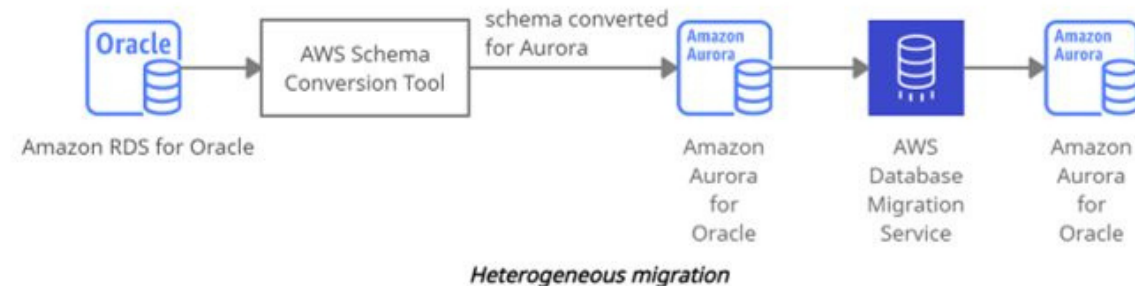 Oracle
Amazon RDS for Oracle
AWS Schema
Conversion Tool
schema converted
for Aurora
Amazon
Aurora
Amazon
Aurora
for
Oracle
AWS
Database
Migration
Service
Amazon
Aurora
Amazon
Aurora
for
Oracle
Heterogeneous migration